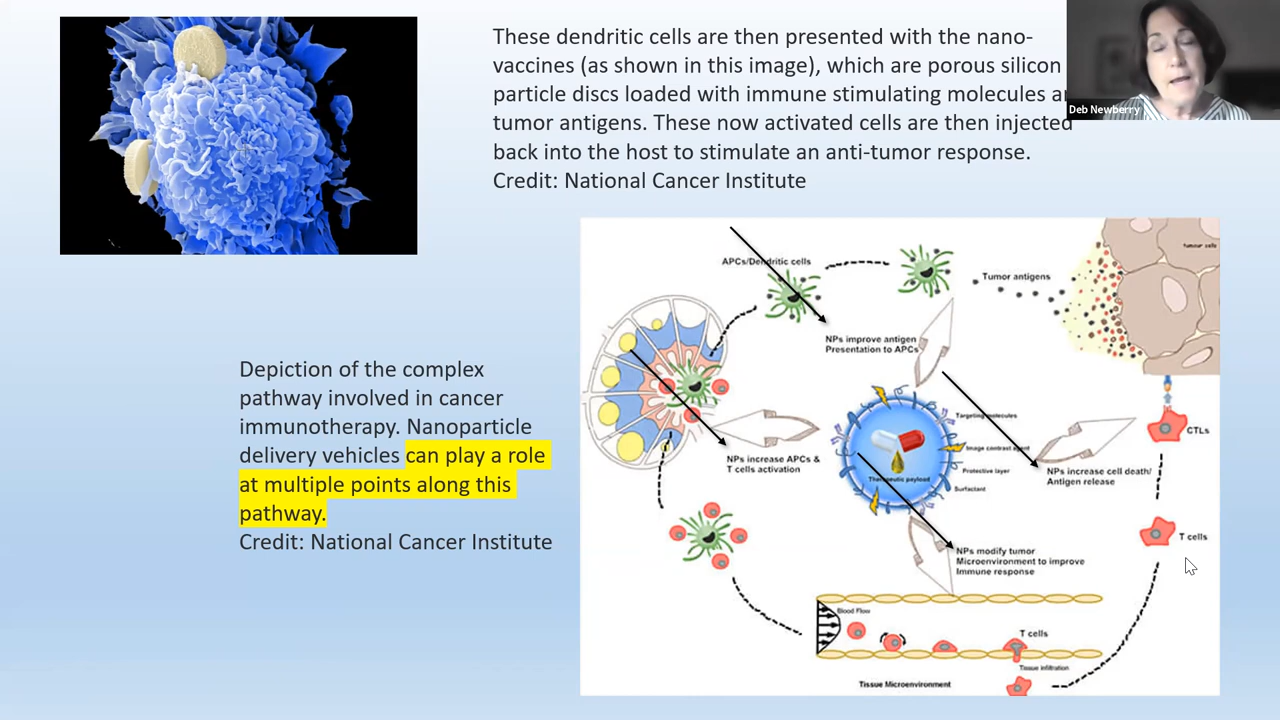 These dendritic cells are then presented with the nano-
vaccines (as shown in this image), which are porous silicon
particle discs loaded with immune stimulating molecules
tumor antigens. These now activated cells are then injected
back into the host to stimulate an anti-tumor response.
Credit: National Cancer Institute
Deb Newberry
tumour cells
APCs/Dendritic cells
Tumor antigens
NPs improve antigen
Presentation to APCs
Depiction of the complex
pathway involved in cancer
immunotherapy. Nanoparticle
delivery vehicles can play a role
at multiple points along this
pathway.
Credit: National Cancer Institute
Targeting molecules
Image contrast agent
Protective layer
Surfactant
Therapeutic payload
CTLs
NPs increase APCs &
T cells activation
NPs increase cell death/
Antigen release
T cells
NPs modify tumor
Microenvironment to improve
Immune response
Blood Flow
T cells
Tissue infiltration
Tissue Microenvironment